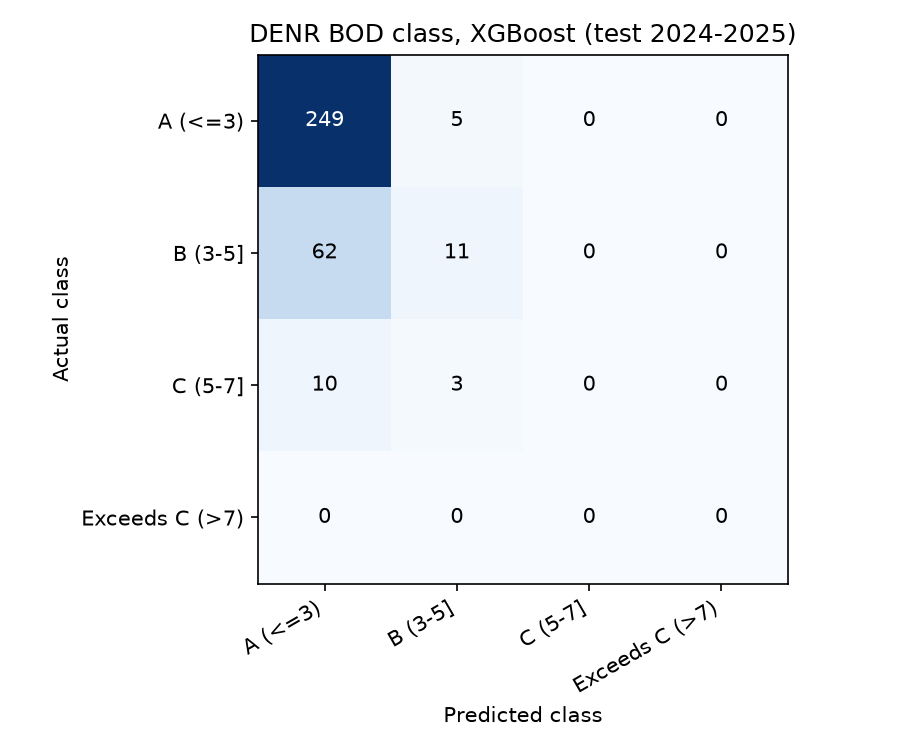 DENR BOD class, XGBoost (test 2024-2025)
A (<=3) 249 5 0 0
B (3-5] 62 11 0 0
C (5-7] 10 3 0 0
Exceeds C (>7) 0 0 0 0
Actual class
A (<=3) B (3-5] C (5-7] Exceeds C (>7)
Predicted class